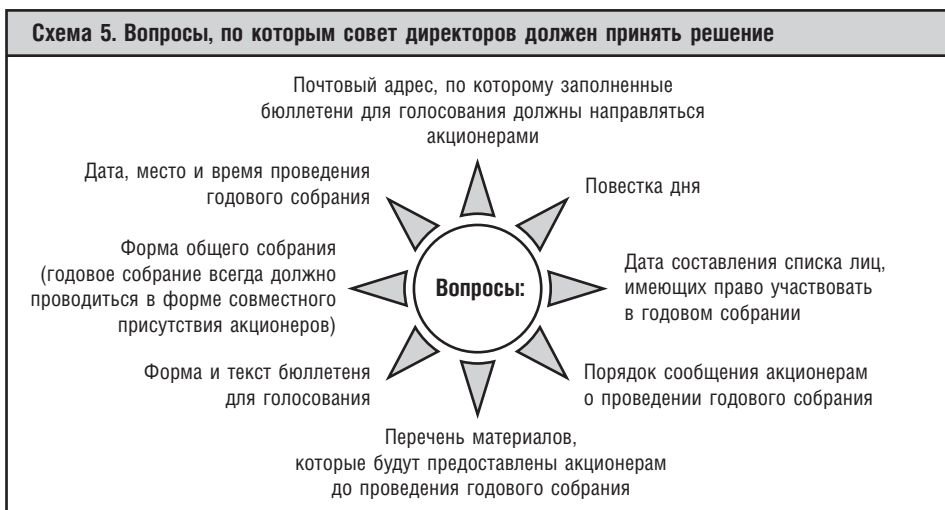 Схема 5. Вопросы, по которым совет директоров должен принять решение
Почтовый адрес, по которому заполненные
бюллетени для голосования должны направляться
акционерами
Дата, место и время проведения
годового собрания
Повестка дня
Форма общего собрания
(годовое собрание всегда должно
проводиться в форме совместного
присутствия акционеров)
Вопросы:
Дата составления списка лиц,
имеющих право участвовать
в годовом собрании
Форма и текст бюллетеня
для голосования
Порядок сообщения акционерам
о проведении годового собрания
Перечень материалов,
которые будут предоставлены акционерам
до проведения годового собрания